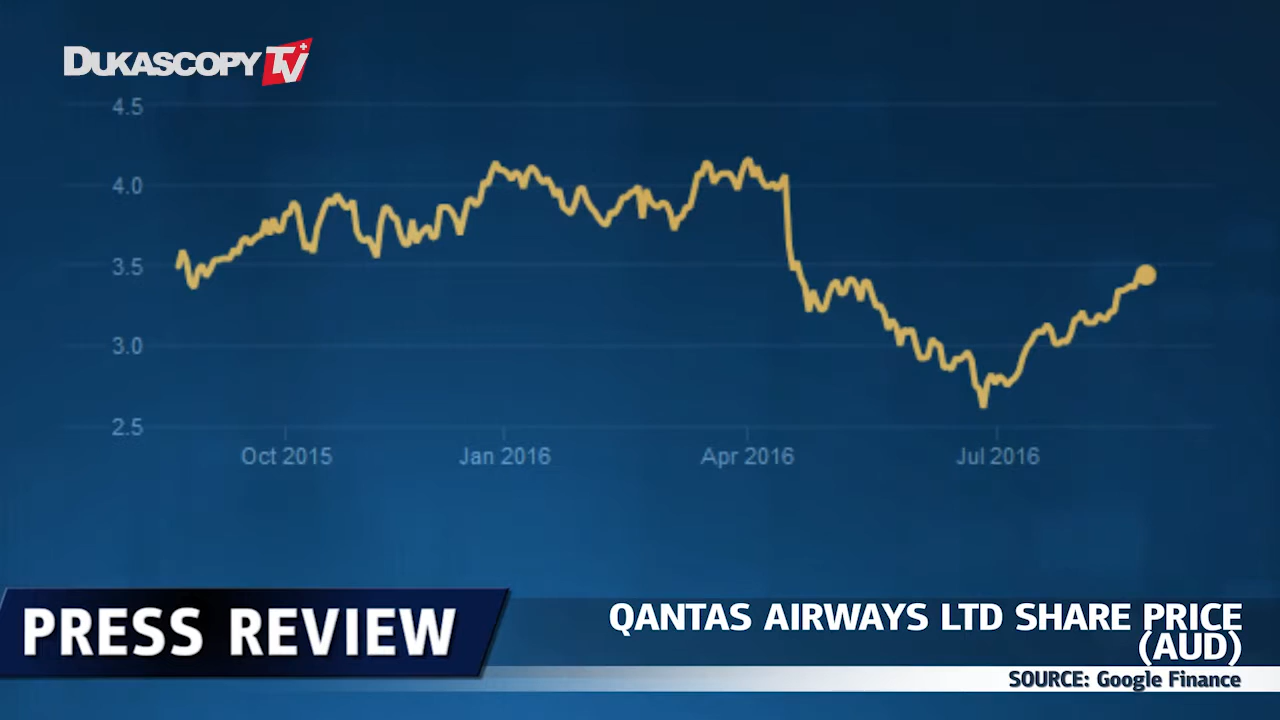 DUKASCOPY TV
4.5
4.0
3.5
3.0
2.5
Oct 2015 Jan 2016 Apr 2016 Jul 2016
PRESS REVIEW
QANTAS AIRWAYS LTD SHARE PRICE
(AUD)
SOURCE: Google Finance